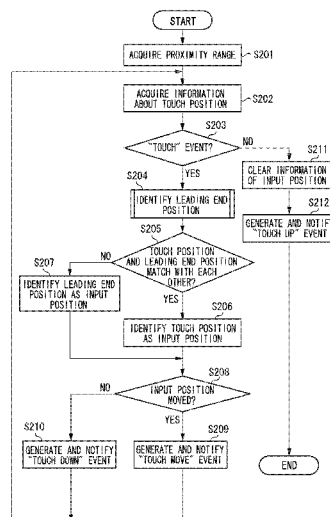 START
ACQUIRE PROXIMITY RANGE
S201
ACQUIRE INFORMATION
ABOUT TOUCH POSITION
S202
S203
"TOUCH" EVENT?
NO
YES
S211
CLEAR INFORMATION
OF INPUT POSITION
S204
IDENTIFY LEADING END
POSITION
S212
GENERATE AND NOTIFY
"TOUCH UP" EVENT
S205
TOUCH POSITION
AND LEADING END POSITION
MATCH WITH EACH
OTHER?
NO
YES
S207
IDENTIFY LEADING END
POSITION AS INPUT
POSITION
S206
IDENTIFY TOUCH POSITION
AS INPUT POSITION
S208
INPUT POSITION
MOVED?
NO
YES
S210
GENERATE AND NOTIFY
"TOUCH DOWN" EVENT
S209
GENERATE AND NOTIFY
"TOUCH MOVE" EVENT
END